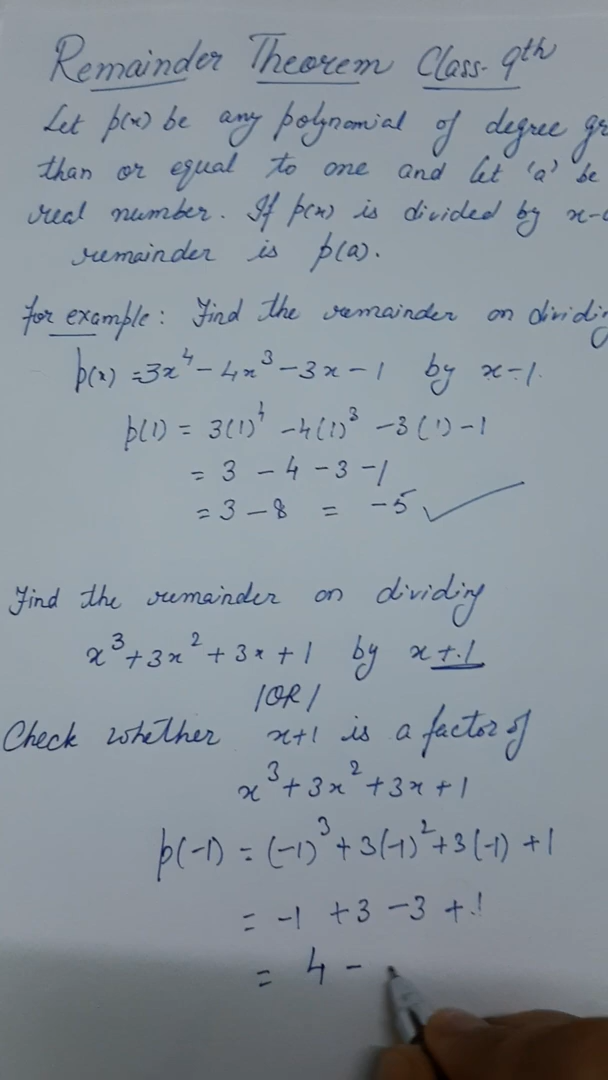 Remainder Theorem Class-9th
Let p(x) be any polynomial of degree gr
than or equal to one and let 'a' be
real number. If p(x) is divided by x-
remainder is p(a).
For example: Find the remainder on dividi
p(x) = 3x⁴ - 4x³ - 3x - 1 by x - 1.
p(1) = 3(1)⁴ - 4(1)³ - 3(1) - 1
= 3 - 4 - 3 - 1
= 3 - 8 = -5 ✓
Find the remainder on dividing
x³ + 3x² + 3x + 1 by x + 1
/OR/
Check whether x+1 is a factor of
x³ + 3x² + 3x + 1
p(-1) = (-1)³ + 3(-1)² + 3(-1) + 1
= -1 + 3 - 3 + 1
= 4 -